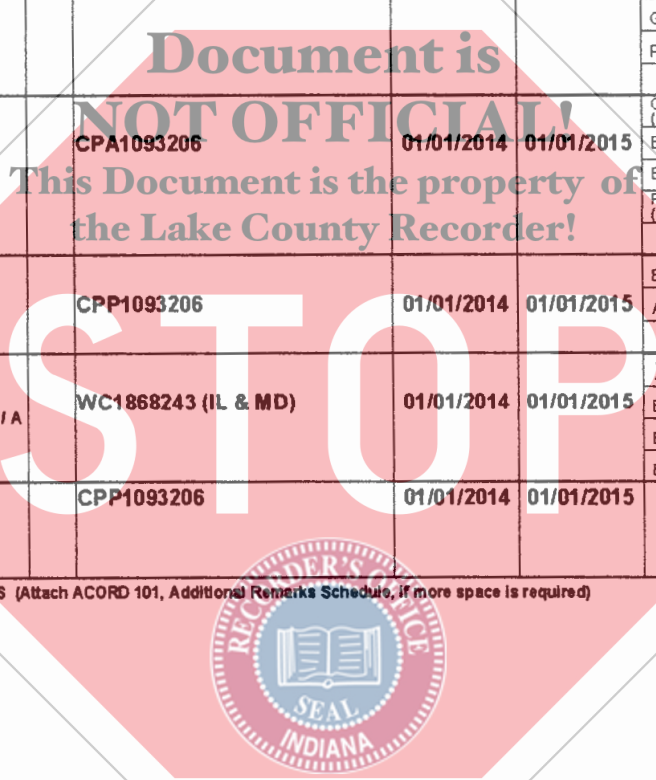 Document is
NOT OFFICIAL!
CPA1093206 01/01/2014 01/01/2015
This Document is the property of
the Lake County Recorder!
CPP1093206 01/01/2014 01/01/2015
STOP
WC1868243 (IL & MD) 01/01/2014 01/01/2015
/ A
CPP1093206 01/01/2014 01/01/2015
S (Attach ACORD 101, Additional Remarks Schedule, if more space is required)
RECORDER'S OFFICE
SEAL
INDIANA